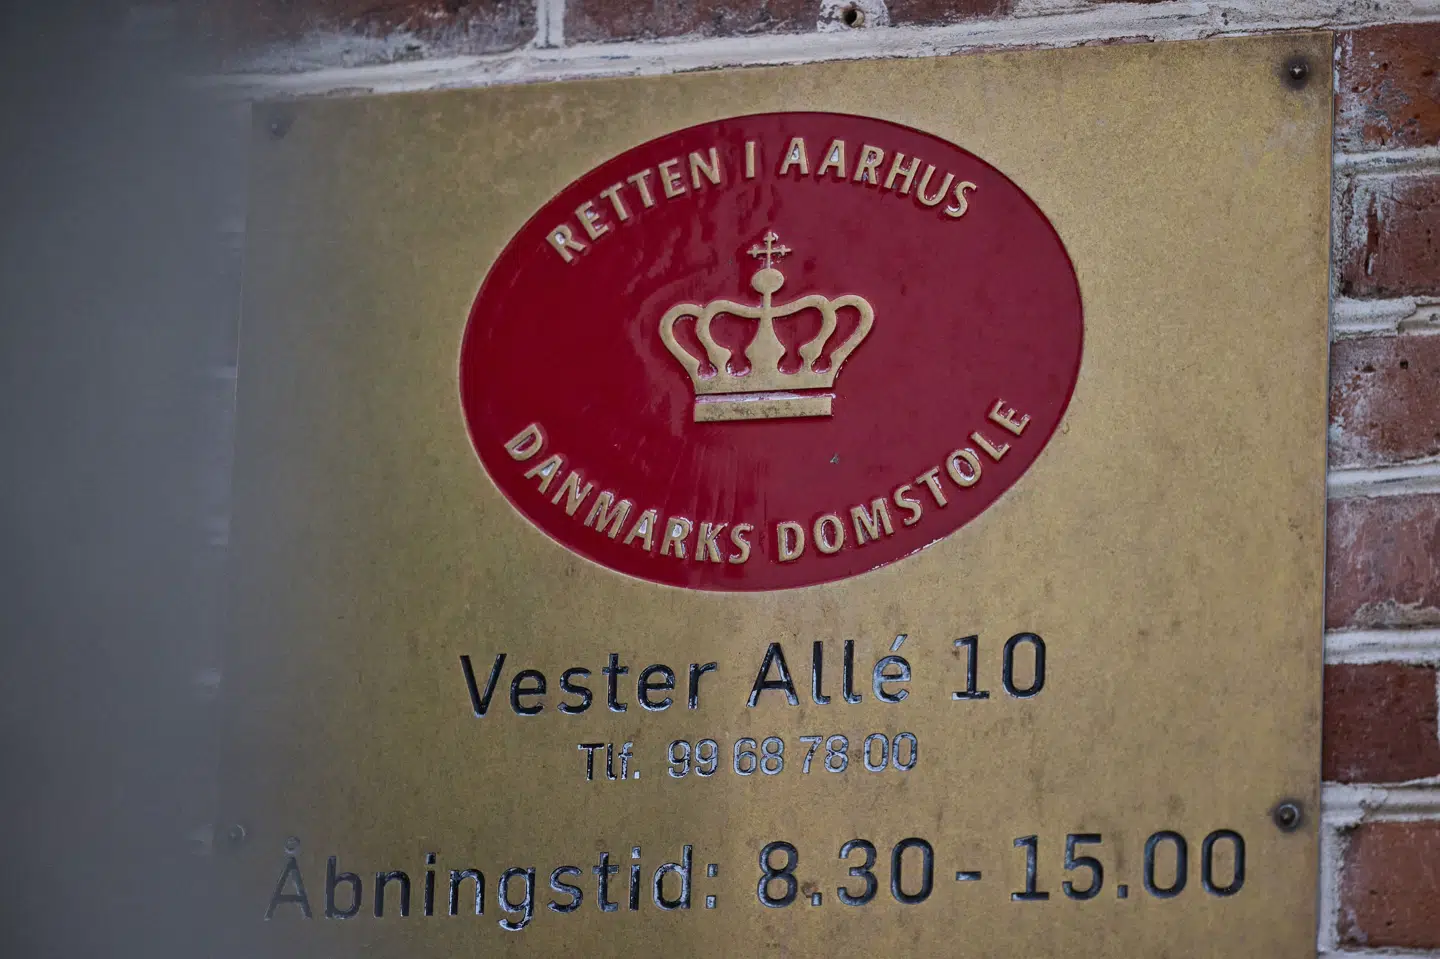 RETTEN I AARHUS
DANMARKS DOMSTOLE
Vester Allé 10
Tlf. 99 68 78 00
Åbningstid: 8.30 - 15.00